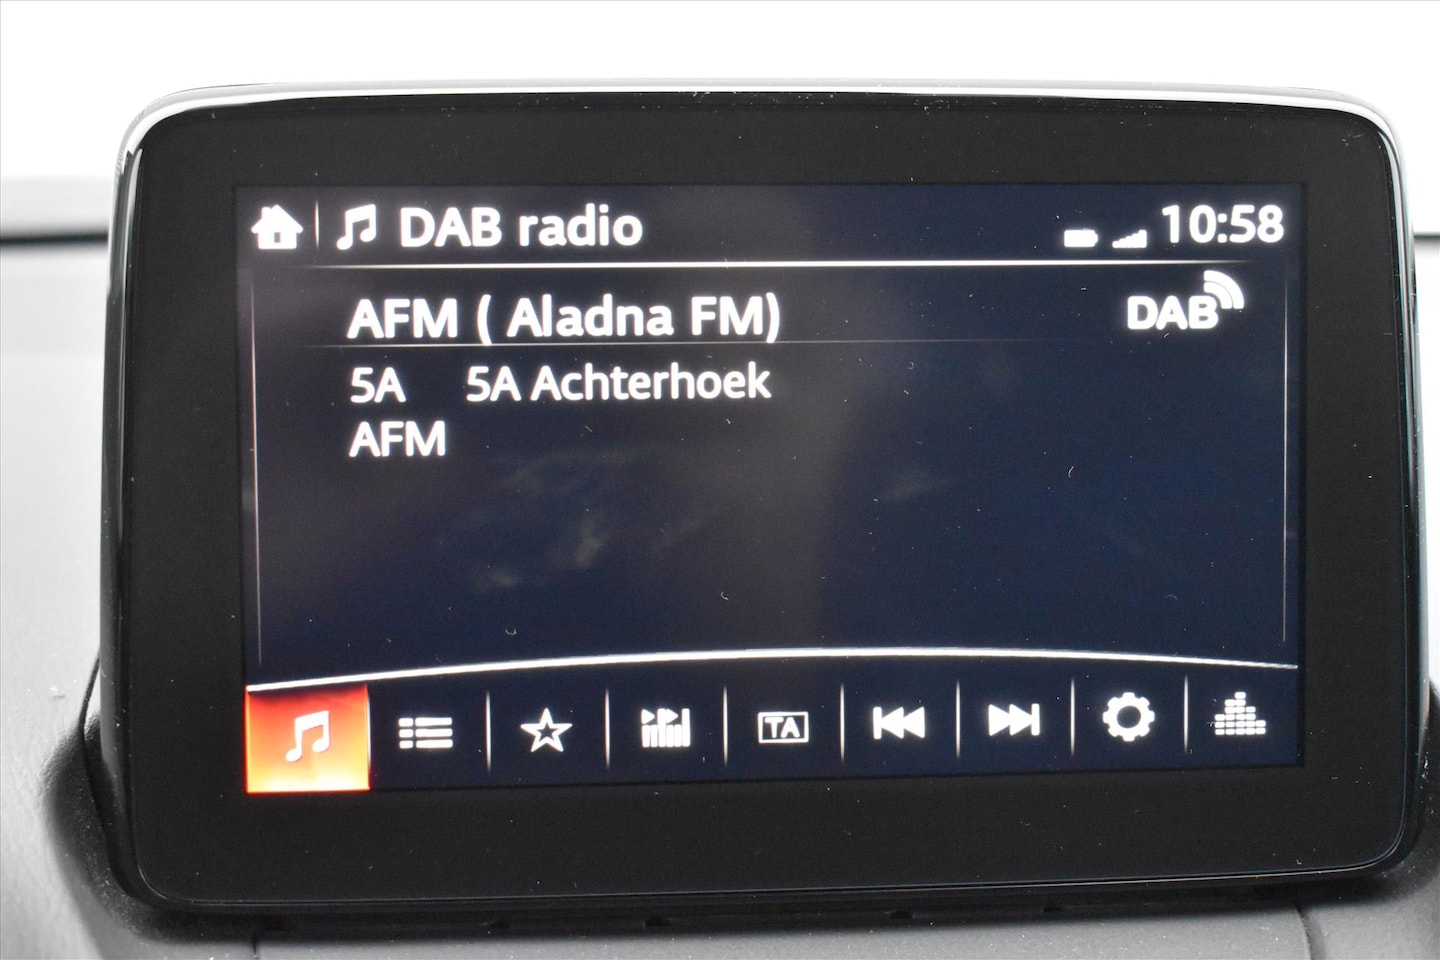 DAB radio 10:58
AFM ( Aladna FM) DAB
5A 5A Achterhoek
AFM
TA